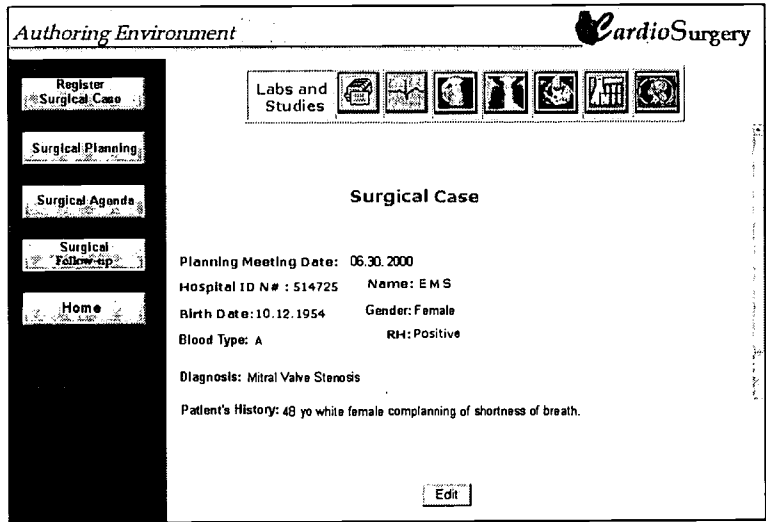 Authoring Environment
CardioSurgery
Register
Surgical Case
Labs and
Studies
Surgical Planning
Surgical Agenda
Surgical
Follow-up
Home
Surgical Case
Planning Meeting Date: 06.30.2000
Hospital ID N# : 514725 Name: EMS
Birth Date: 10.12.1954 Gender: Female
Blood Type: A RH: Positive
Diagnosis: Mitral Valve Stenosis
Patient's History: 48 yo white female complanning of shortness of breath.
Edit